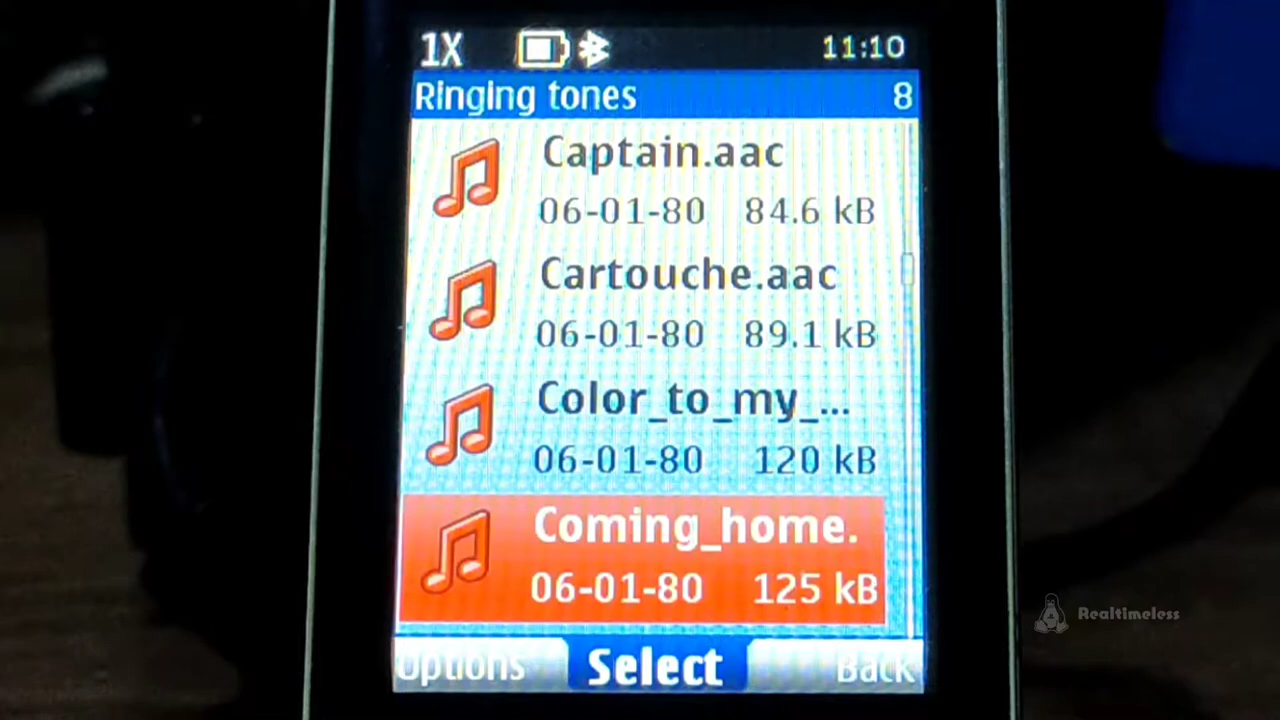 1X 11:10
Ringing tones 8
Captain.aac
06-01-80 84.6 kB
Cartouche.aac
06-01-80 89.1 kB
Color_to_my_...
06-01-80 120 kB
Coming_home.
06-01-80 125 kB
Options Select Back
Realtimeless